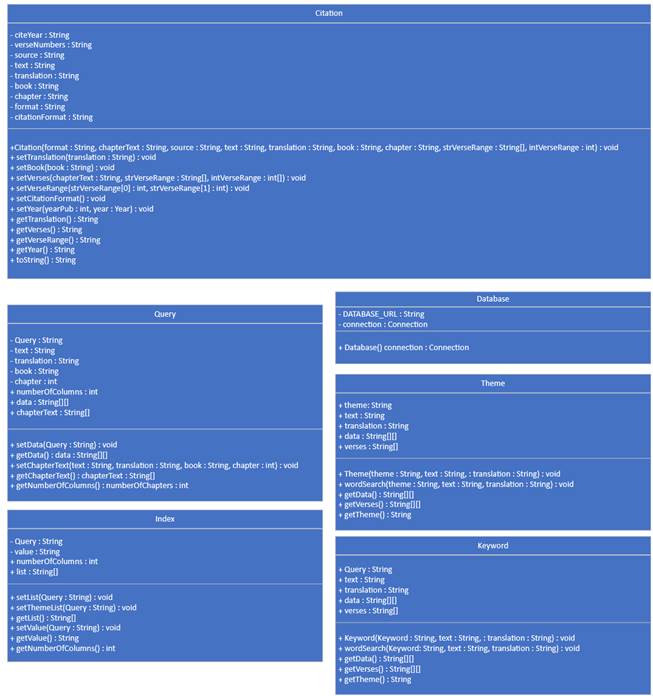 Citation
- citeYear : String
- verseNumbers : String
- source : String
- text : String
- translation : String
- book : String
- chapter : String
- format : String
- citationFormat : String
+Citation(format : String, chapterText : String, source : String, text : String, translation : String, book : String, chapter : String, strVerseRange : String[], intVerseRange : int) : void
+ setTranslation(translation : String) : void
+ setBook(book : String) : void
+ setVerses(chapterText : String, strVerseRange : String[], intVerseRange : int[]) : void
+ setVerseRange(strVerseRange[0] : int, strVerseRange[1] : int) : void
+ setCitationFormat() : void
+ setYear(yearPub : int, year : Year) : void
+ getTranslation() : String
+ getVerses() : String
+ getVerseRange() : String
+ getYear() : String
+ toString() : String
Query
- Query : String
- text : String
- translation : String
- book : String
- chapter : int
+ numberOfColumns : int
+ data : String[][]
+ chapterText : String[]
+ setData(Query : String) : void
+ getData() : data : String[][]
+ setChapterText(text : String, translation : String, book : String, chapter : int) : void
+ getChapterText() : chapterText : String[]
+ getNumberOfColumns() : numberOfChapters : int
Index
- Query : String
- value : String
+ numberOfColumns : int
+ list : String[]
+ setList(Query : String) : void
+ setThemeList(Query : String) : void
+ getList() : String[]
+ setValue(Query : String) : void
+ getValue() : String
+ getNumberOfColumns() : int
Database
- DATABASE_URL : String
- connection : Connection
+ Database() connection : Connection
Theme
+ theme: String
+ text : String
+ translation : String
+ data : String[][]
+ verses : String[]
+ Theme(theme : String, text : String, : translation : String) : void
+ wordSearch(theme : String, text : String, translation : String) : void
+ getData() : String[][]
+ getVerses() : String[][]
+ getTheme() : String
Keyword
+ Query : String
+ text : String
+ translation : String
+ data : String[][]
+ verses : String[]
+ Keyword(Keyword : String, text : String, : translation : String) : void
+ wordSearch(Keyword: String, text : String, translation : String) : void
+ getData() : String[][]
+ getVerses() : String[][]
+ getTheme() : String